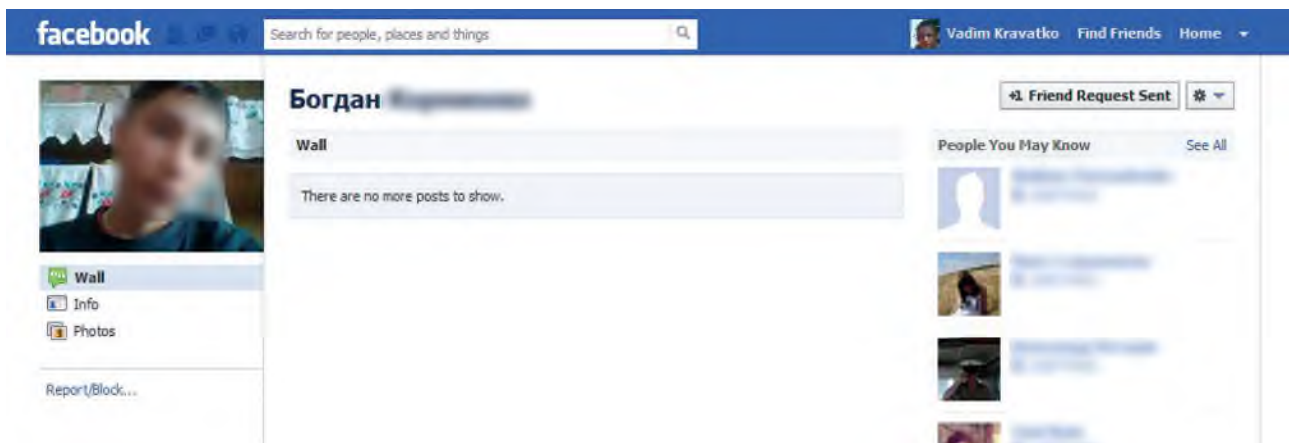 facebook
Search for people, places and things
Vadim Kravatko Find Friends Home
Богдан
+1 Friend Request Sent
Wall
People You May Know See All
There are no more posts to show.
Wall
Info
Photos
Report/Block...